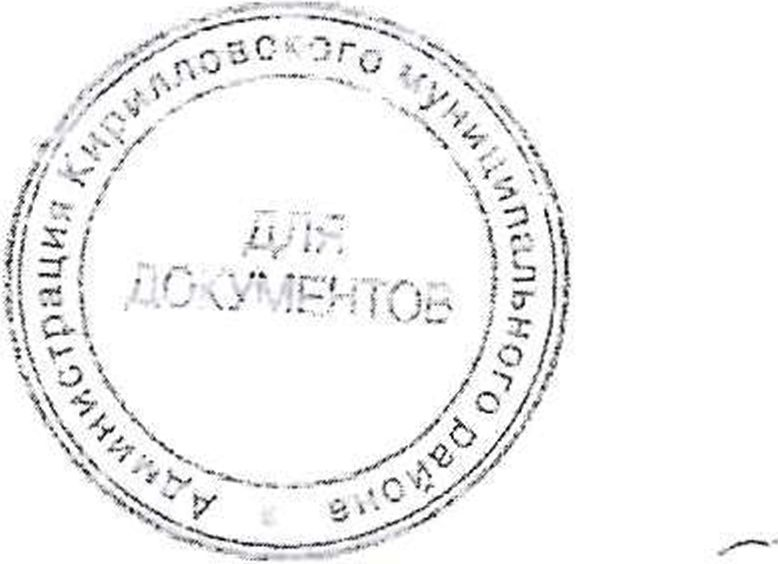 Администрация Кирилловского муниципального района
ДЛЯ
ДОКУМЕНТОВ